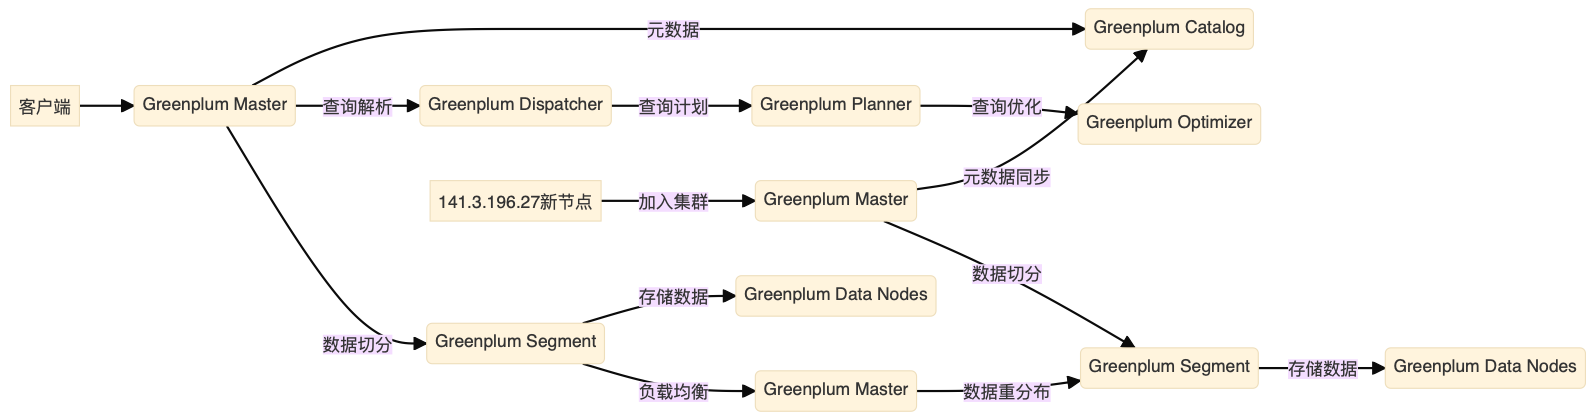 元数据
Greenplum Catalog
客户端
Greenplum Master
查询解析
Greenplum Dispatcher
查询计划
Greenplum Planner
查询优化
Greenplum Optimizer
141.3.196.27新节点
加入集群
Greenplum Master
元数据同步
数据切分
存储数据
Greenplum Data Nodes
数据切分
Greenplum Segment
负载均衡
Greenplum Master
数据重分布
Greenplum Segment
存储数据
Greenplum Data Nodes